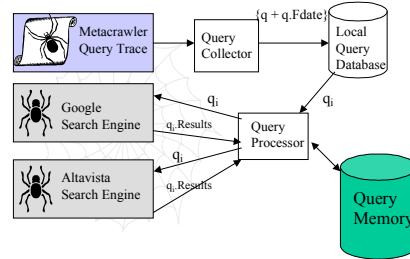 Metacrawler
Query Trace
Query
Collector
{q + q.Fdate}
Local
Query
Database
Google
Search Engine
qi
qi.Results
qi
Query
Processor
qi
qi.Results
Altavista
Search Engine
Query
Memory